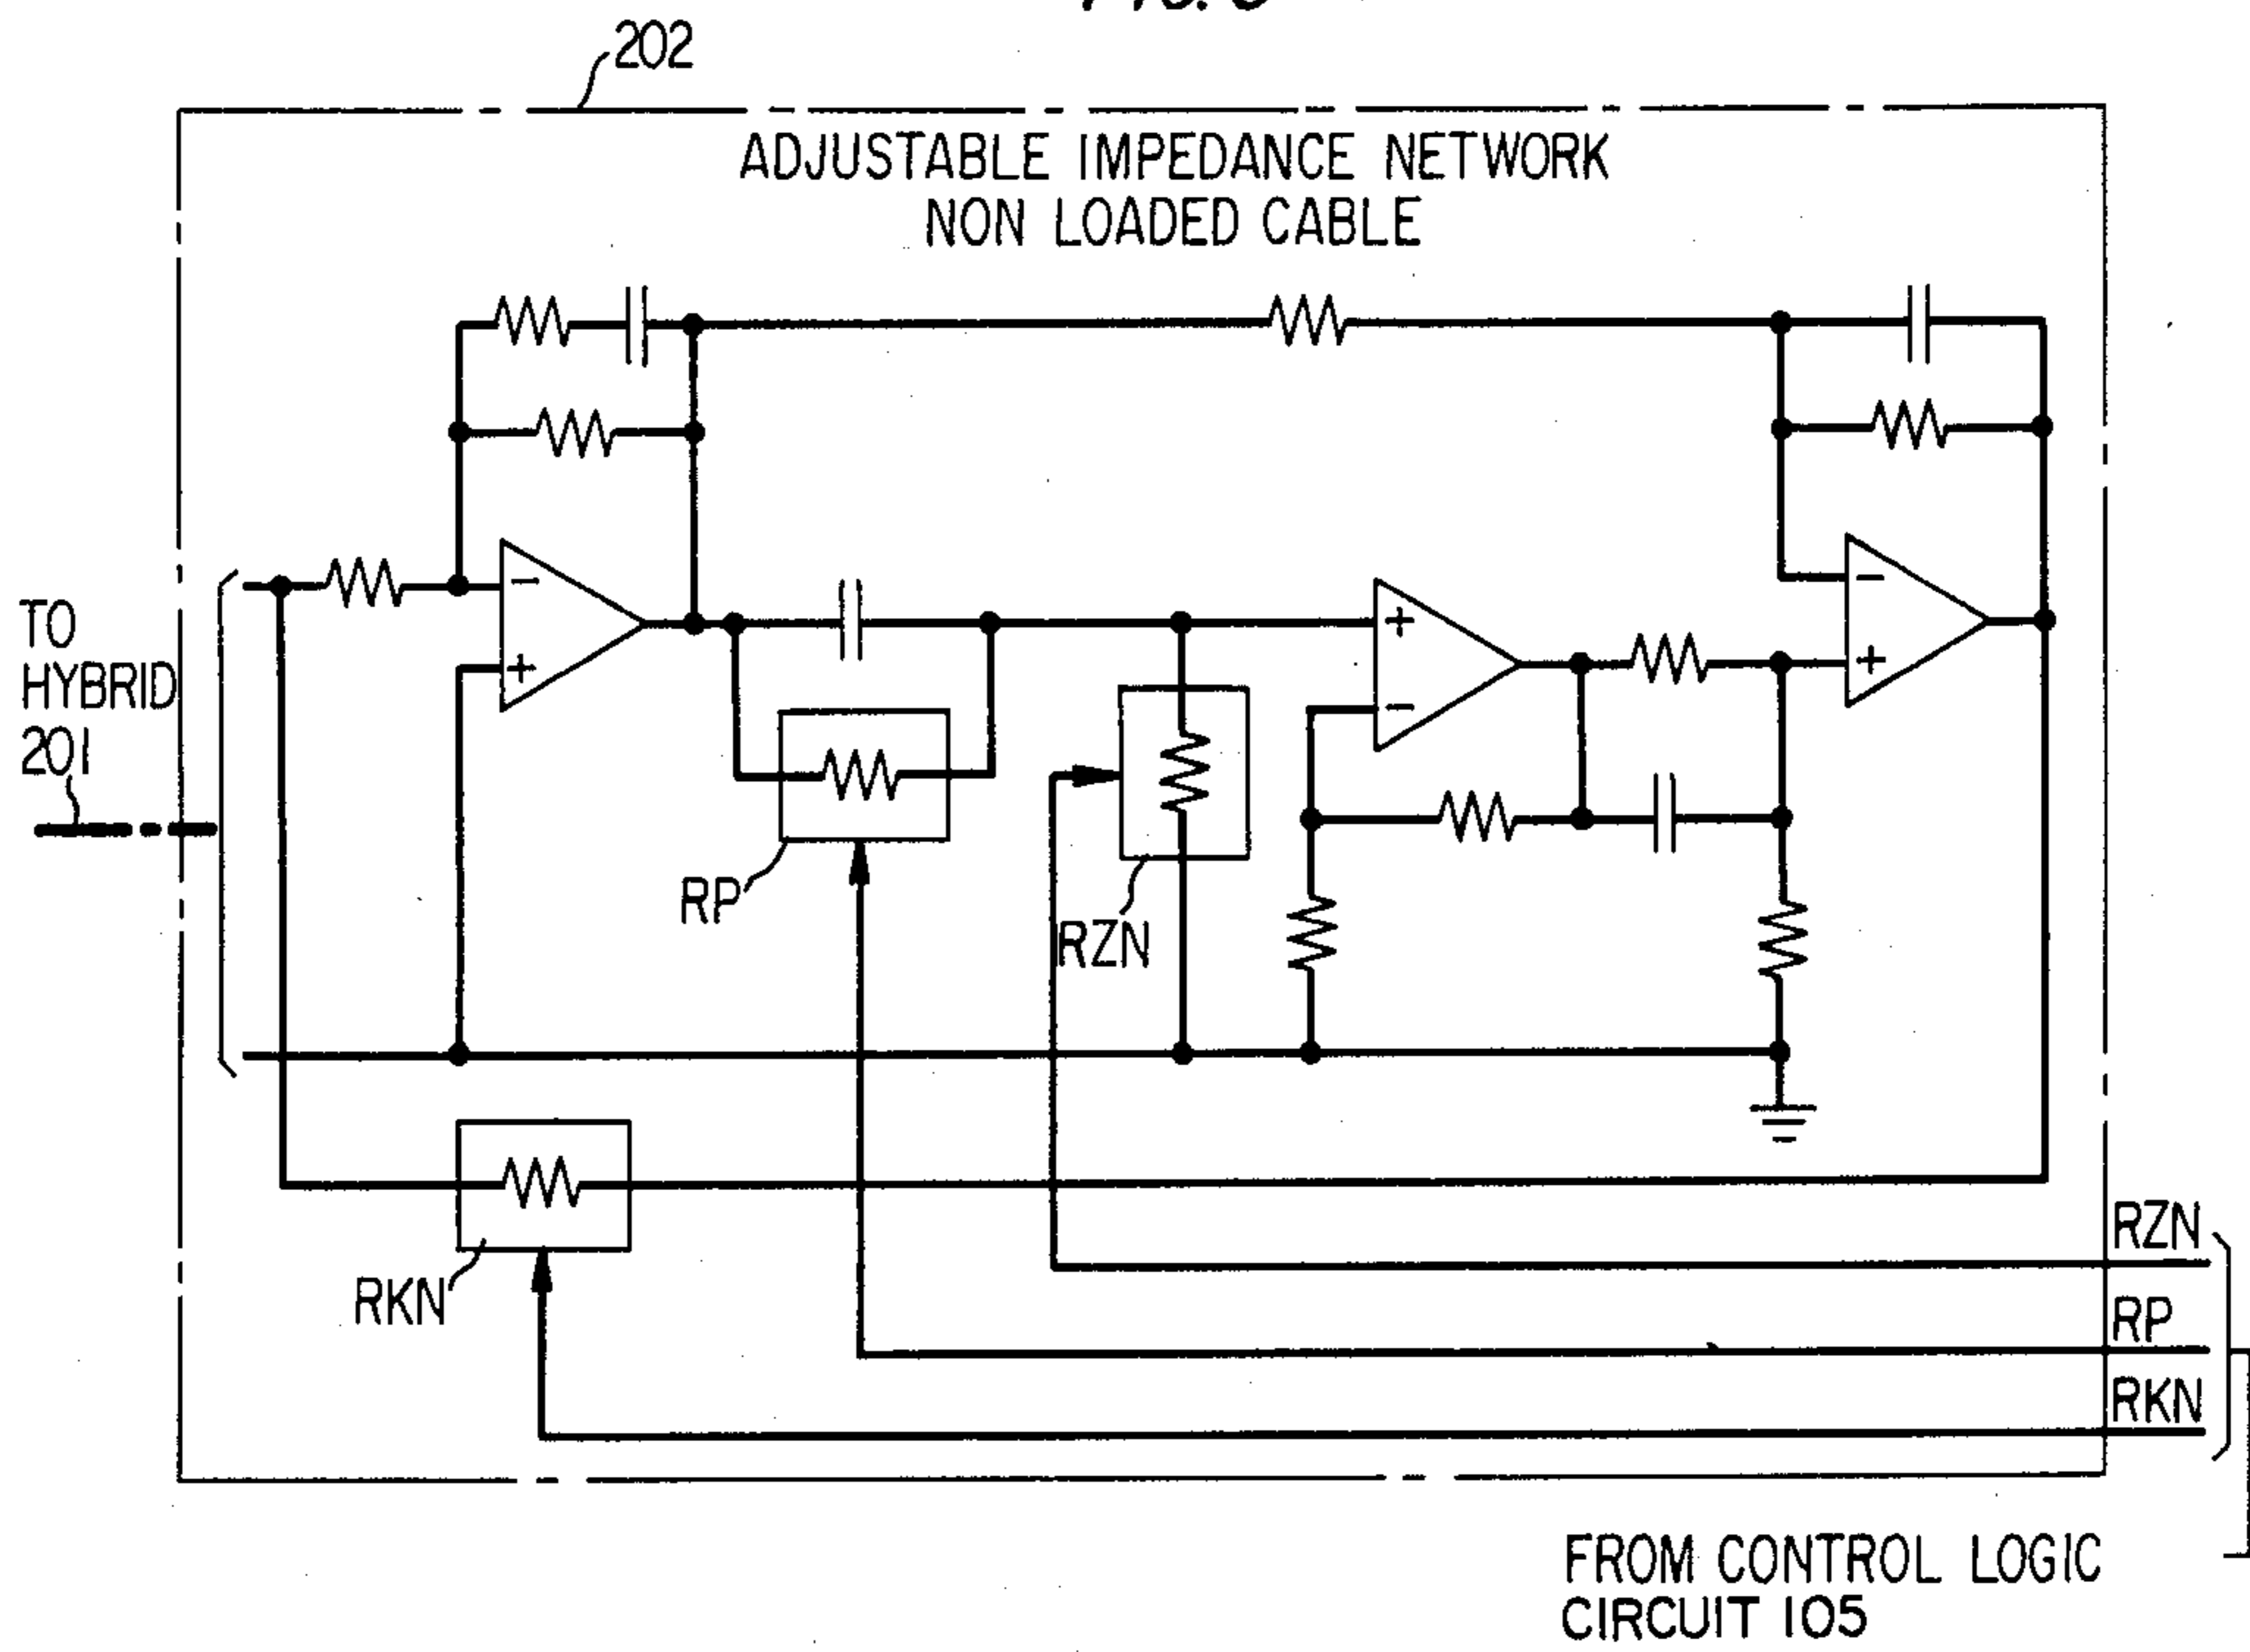 202
ADJUSTABLE IMPEDANCE NETWORK
NON LOADED CABLE
TO
HYBRID
201
RP
RZN
RKN
RZN
RP
RKN
FROM CONTROL LOGIC
CIRCUIT 105